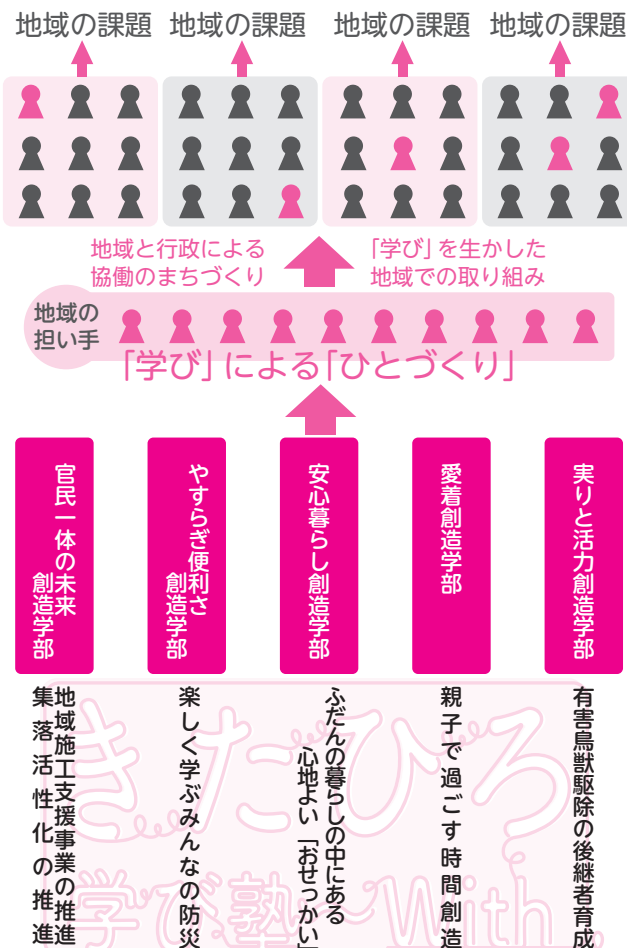 地域の課題
地域の課題
地域の課題
地域の課題
地域と行政による
協働のまちづくり
「学び」を生かした
地域での取り組み
地域の
担い手
「学び」による「ひとづくり」
実りと活力創造学部
愛着創造学部
安心暮らし創造学部
やすらぎ便利さ
創造学部
官民一体の未来
創造学部
有害鳥獣駆除の後継者育成
親子で過ごす時間創造
ふだんの暮らしの中にある
心地よい「おせっかい」
楽しく学ぶみんなの防災
地域施工支援事業の推進
集落活性化の推進
きたひろ
学び塾〜With